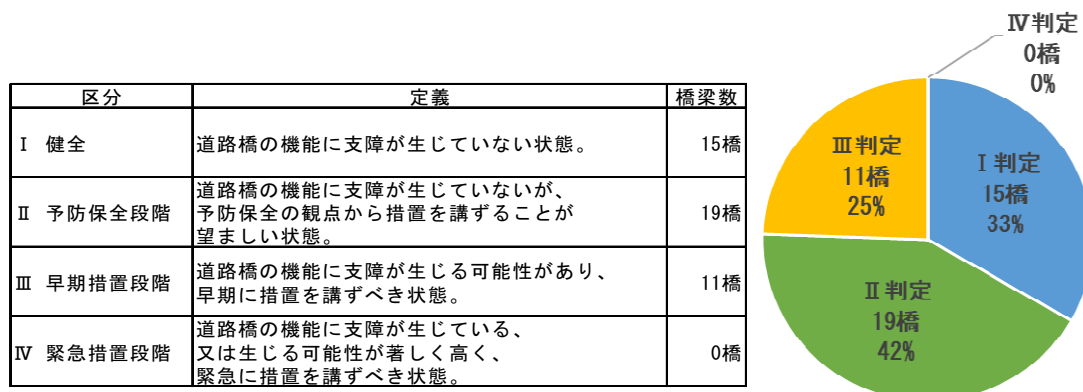 区分 定義 橋梁数
Ⅰ 健全 道路橋の機能に支障が生じていない状態。 15橋
Ⅱ 予防保全段階 道路橋の機能に支障が生じていないが、
予防保全の観点から措置を講ずることが
望ましい状態。 19橋
Ⅲ 早期措置段階 道路橋の機能に支障が生じる可能性があり、
早期に措置を講ずべき状態。 11橋
Ⅳ 緊急措置段階 道路橋の機能に支障が生じている、
又は生じる可能性が著しく高く、
緊急に措置を講ずべき状態。 0橋
Ⅳ判定
0橋
0%
Ⅰ判定
15橋
33%
Ⅲ判定
11橋
25%
Ⅱ判定
19橋
42%